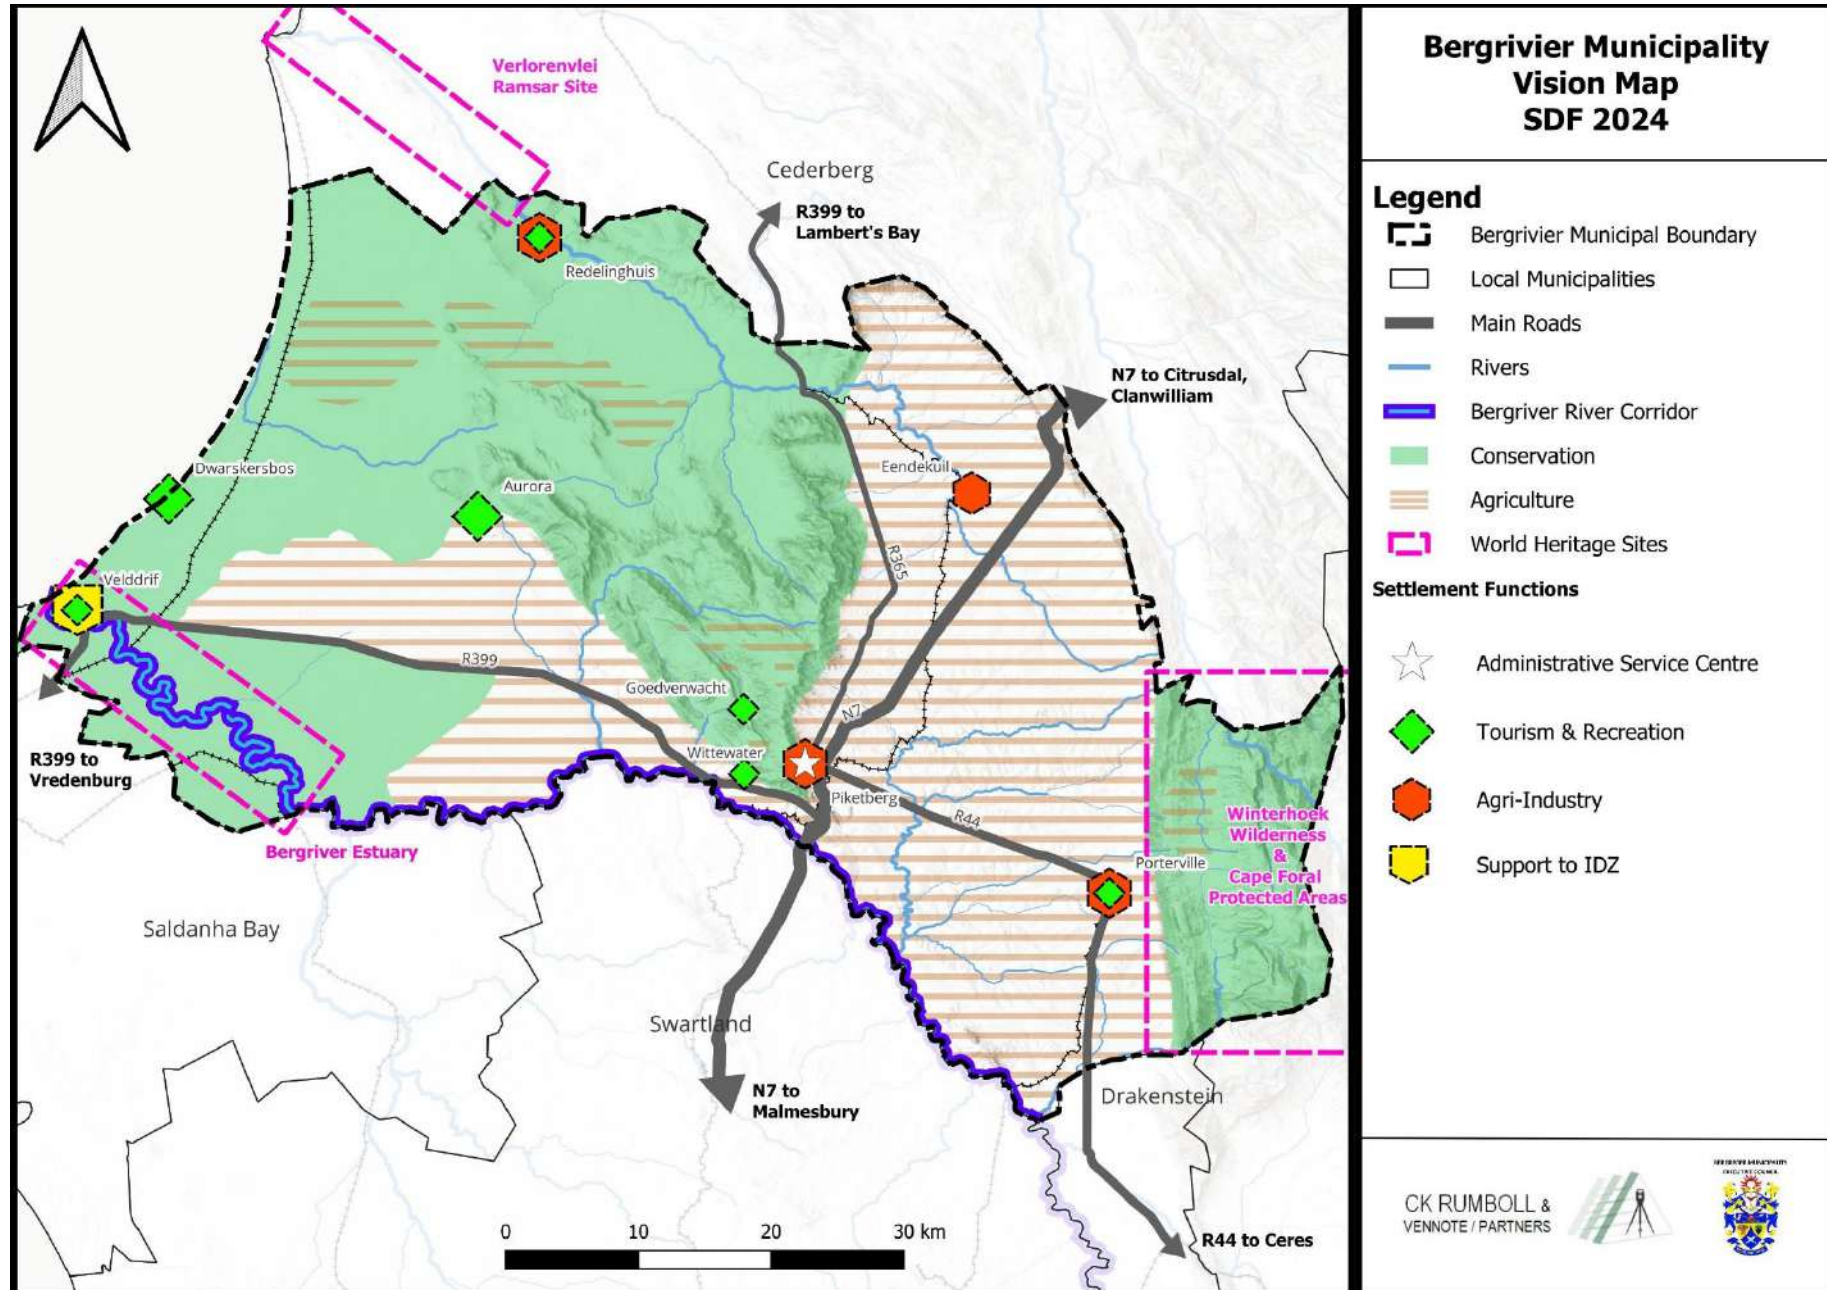 Verlorenvlei
Ramsar Site
Cederberg
R399 to
Lambert's Bay
Redelinghuis
N7 to Citrusdal,
Clanwilliam
Dwarskersbos
Aurora
Eendekuil
R365
Velddrif
R399
Goedverwacht
N7
Wittewater
R399 to
Vredenburg
Piketberg
R44
Winterhoek
Wilderness
&
Cape Foral
Protected Areas
Bergriver Estuary
Porterville
Saldanha Bay
Swartland
N7 to
Malmesbury
Drakenstein
R44 to Ceres
0 10 20 30 km
Bergrivier Municipality
Vision Map
SDF 2024
Legend
Bergrivier Municipal Boundary
Local Municipalities
Main Roads
Rivers
Bergriver River Corridor
Conservation
Agriculture
World Heritage Sites
Settlement Functions
Administrative Service Centre
Tourism & Recreation
Agri-Industry
Support to IDZ
CK RUMBOLL &
VENNOTE / PARTNERS